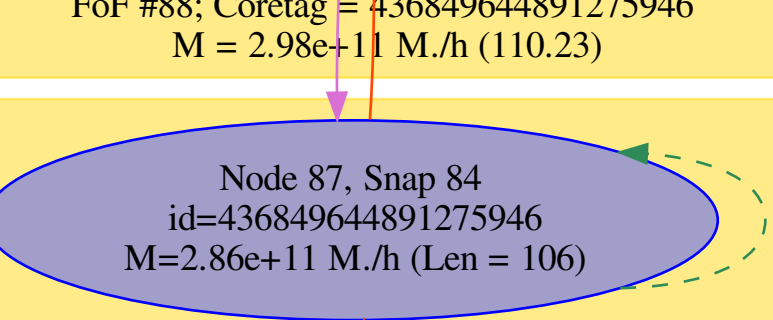 FoF #88; Coretag = 436849644891275946
M = 2.98e+11 M./h (110.23)
Node 87, Snap 84
id=436849644891275946
M=2.86e+11 M./h (Len = 106)